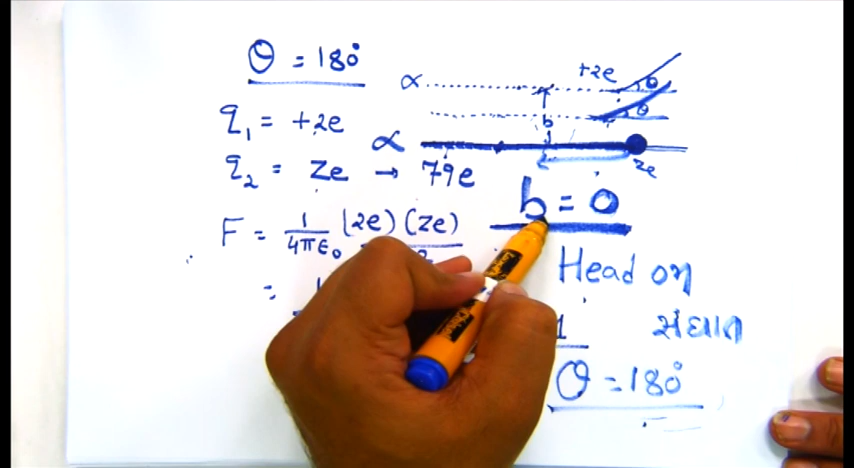 θ = 180°
q₁ = +2e
q₂ = Ze → 79e
F = 1/4πε₀ (2e) (Ze)
=
α
+2e θ
θ
b
α
Ze
b = 0
Head on
સંઘાત
θ = 180°